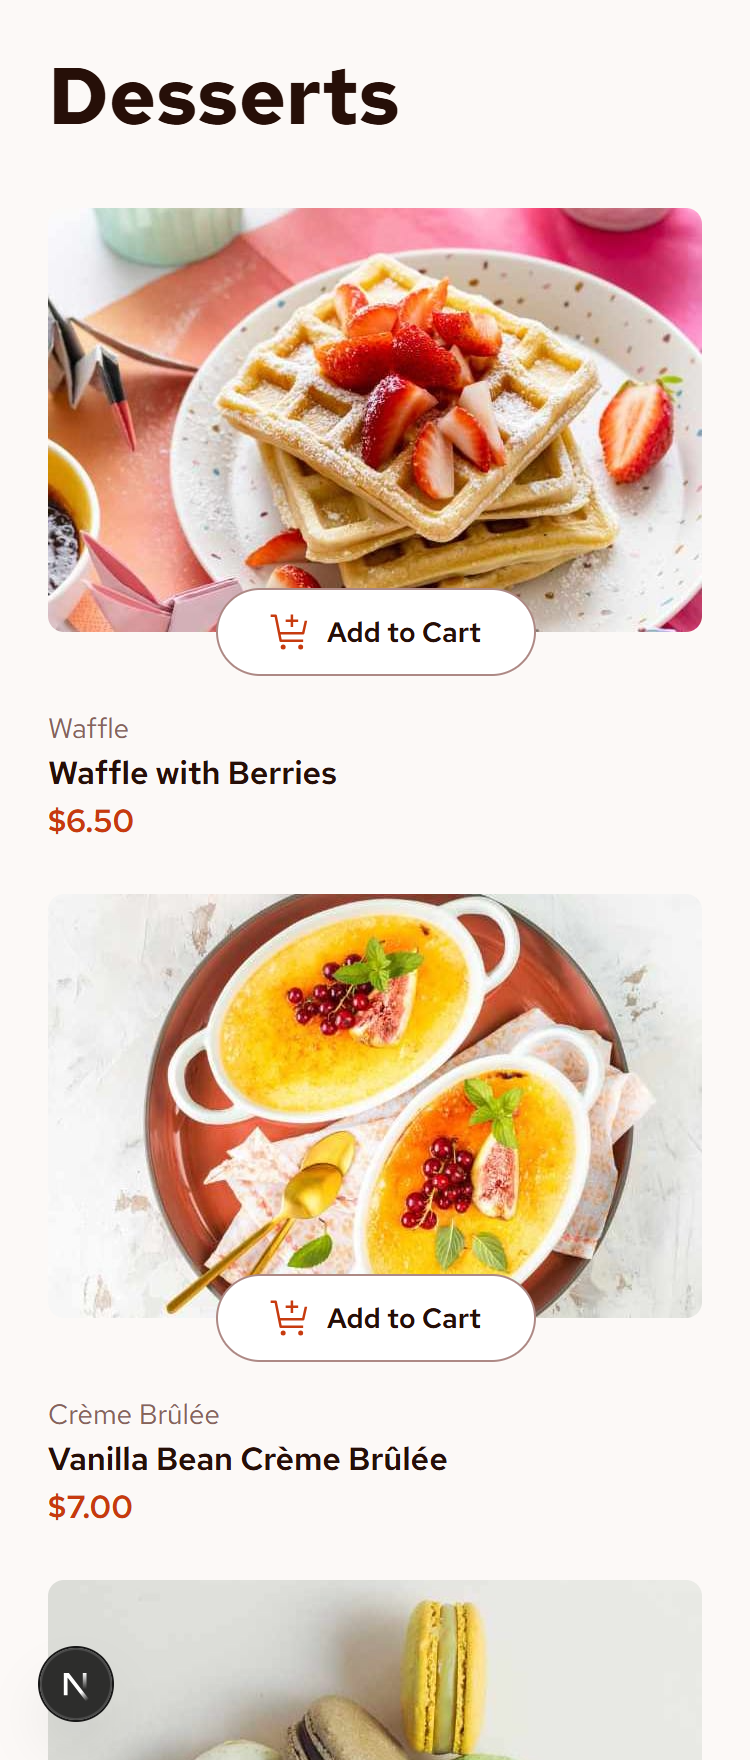 Desserts
Add to Cart
Waffle
Waffle with Berries
$6.50
Add to Cart
Crème Brûlée
Vanilla Bean Crème Brûlée
$7.00
N